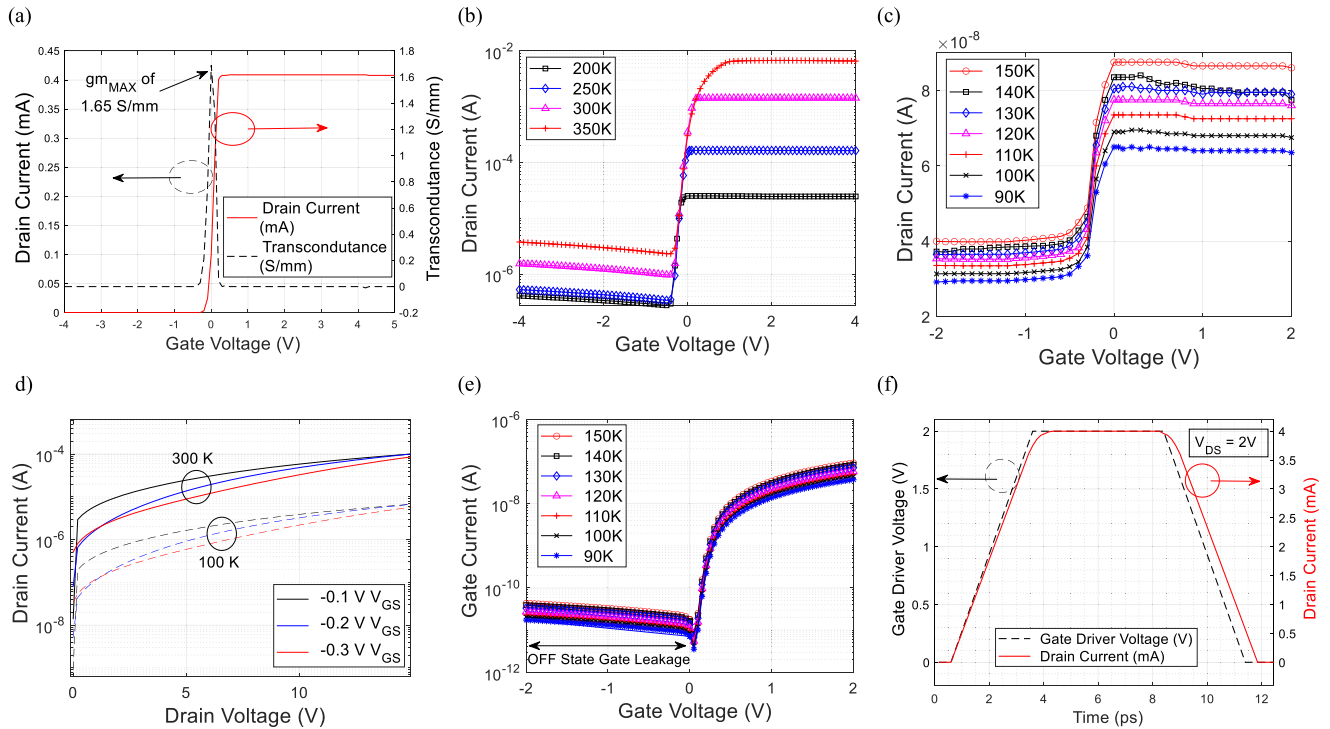 (a)
0.45
0.4
0.35
0.3
0.25
0.2
0.15
0.1
0.05
0
Drain Current (mA)
-4
-3
-2
-1
0
1
2
3
4
5
Gate Voltage (V)
1.8
1.6
1.4
1.2
1
0.8
0.6
0.4
0.2
0
-0.2
Transcondutance (S/mm)
gm_MAX of
1.65 S/mm
Drain Current
(mA)
Transcondutance
(S/mm)
(b)
10^-2
10^-4
10^-6
Drain Current (A)
-4
-2
0
2
4
Gate Voltage (V)
200K
250K
300K
350K
(c)
×10^-8
8
6
4
2
Drain Current (A)
-2
-1
0
1
2
Gate Voltage (V)
150K
140K
130K
120K
110K
100K
90K
d)
10^-4
10^-6
10^-8
Drain Current (A)
0
5
10
Drain Voltage (V)
300 K
100 K
-0.1 V V_GS
-0.2 V V_GS
-0.3 V V_GS
(e)
10^-6
10^-8
10^-10
10^-12
Gate Current (A)
-2
-1
0
1
2
Gate Voltage (V)
150K
140K
130K
120K
110K
100K
90K
OFF State Gate Leakage
(f)
2
1.5
1
0.5
0
Gate Driver Voltage (V)
0
2
4
6
8
10
12
Time (ps)
4
3.5
3
2.5
2
1.5
1
0.5
0
Drain Current (mA)
V_DS = 2V
Gate Driver Voltage (V)
Drain Current (mA)